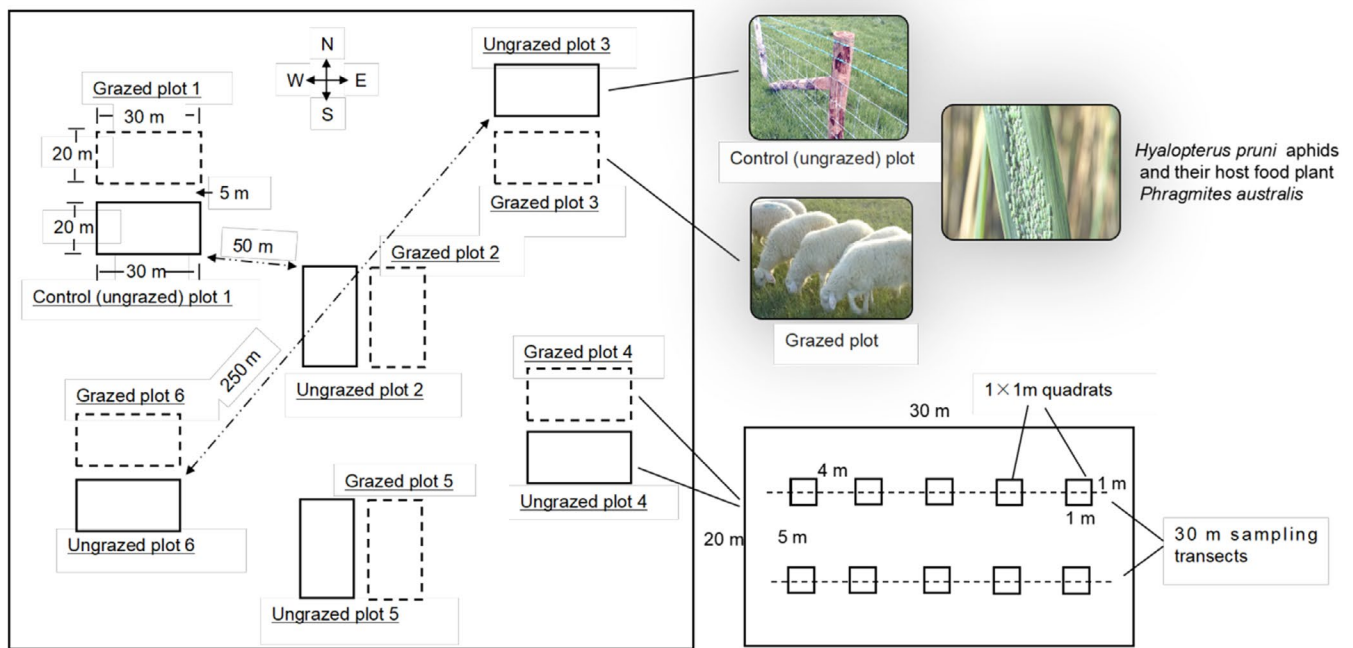 N
W E
S
Grazed plot 1
30 m
20 m
5 m
20 m
30 m
Control (ungrazed) plot 1
50 m
250 m
Ungrazed plot 3
Grazed plot 3
Grazed plot 2
Ungrazed plot 2
Grazed plot 6
Ungrazed plot 6
Grazed plot 5
Ungrazed plot 5
Grazed plot 4
Ungrazed plot 4
Control (ungrazed) plot
Grazed plot
Hyalopterus pruni aphids
and their host food plant
Phragmites australis
1×1m quadrats
30 m
4 m
1 m
1 m
20 m
5 m
30 m sampling
transects